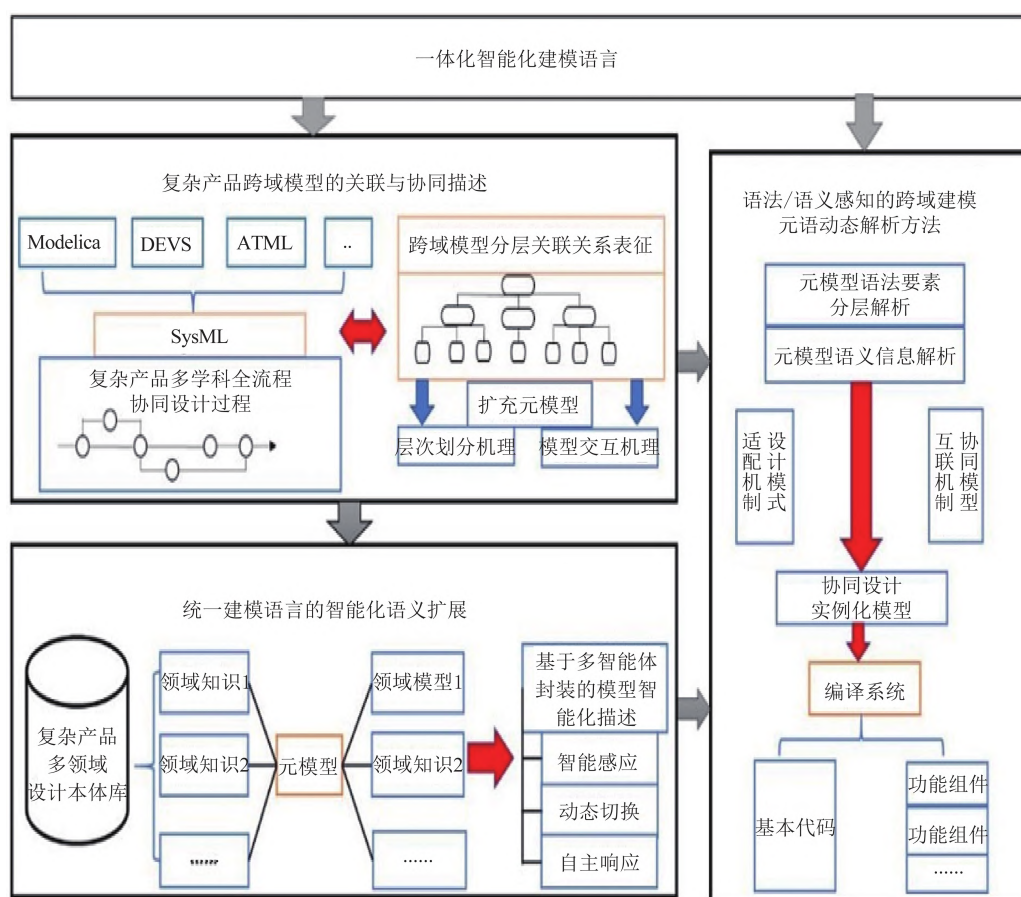 一体化智能化建模语言
复杂产品跨域模型的关联与协同描述
Modelica
DEVS
ATML
..
SysML
复杂产品多学科全流程
协同设计过程
跨域模型分层关联关系表征
扩充元模型
层次划分机理
模型交互机理
统一建模语言的智能化语义扩展
复杂产品
多领域
设计本体库
领域知识1
领域知识2
......
元模型
领域模型1
领域知识2
......
基于多智能体
封装的模型智
能化描述
智能感应
动态切换
自主响应
语法/语义感知的跨域建模
元语动态解析方法
元模型语法要素
分层解析
元模型语义信息解析
设计模式
适配机制
协同模型
互联机制
协同设计
实例化模型
编译系统
基本代码
功能组件
功能组件
......